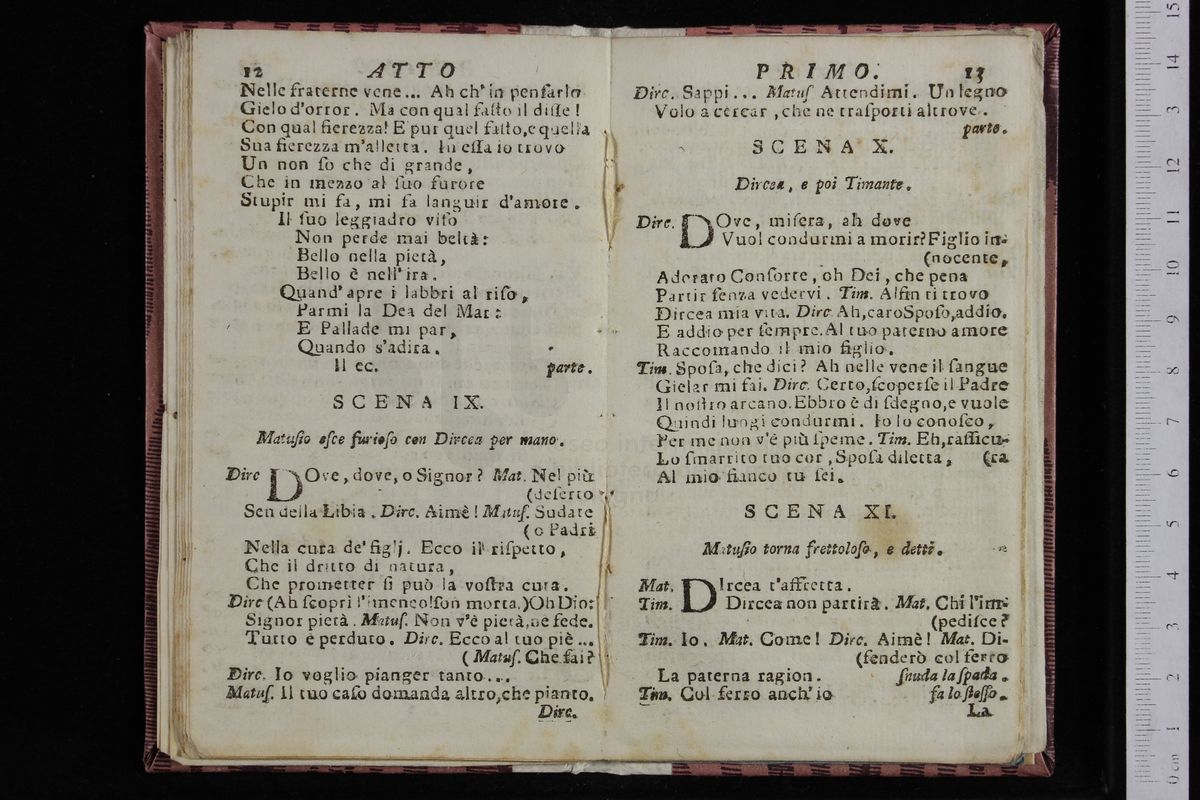 12 ATTO
Nelle fraterne vene... Ah ch' in penſarlo
Gielo d'orror. Ma con qual faſto il diſſe!
Con qual fierezza! E pur quel faſto, e quella
Sua fierezza m'alletta. In eſſa io trovo
Un non ſo che di grande,
Che in mezzo al ſuo furore
Stupir mi fa, mi fa languir d'amore.
Il ſuo leggiadro viſo
Non perde mai beltà:
Bello nella pietà,
Bello è nell' ira.
Quand' apre i labbri al riſo,
Parmi la Dea del Mar:
E Pallade mi par,
Quando s'adira.
Il ec. parte.
SCENA IX.
Matuſio eſce furioſo con Dircea per mano.
Dirc DOve, dove, o Signor? Mat. Nel più
(deſerto
Sen della Libia. Dirc. Aimè! Matuſ. Sudate
(o Padri
Nella cura de' figlj. Ecco il riſpetto,
Che il dritto di natura,
Che prometter ſi può la voſtra cura.
Dirc (Ah ſcoprì l'imeneo! ſon morta.) Oh Dio:
Signor pietà. Matuſ. Non v'è pietà, ne fede.
Tutto è perduto. Dirc. Ecco al tuo piè...
(Matuſ. Che fai?
Dirc. Io voglio pianger tanto...
Matuſ. Il tuo caſo domanda altro, che pianto.
Dirc.
PRIMO. 13
Dirc. Sappi... Matuſ Attendimi. Un legno
Volo a cercar, che ne traſporti altrove.
parte.
SCENA X.
Dircea, e poi Timante.
Dirc. DOve, miſera, ah dove
Vuol condurmi a morir? Figlio in-
(nocente,
Adorato Conſorte, oh Dei, che pena
Partir ſenza vedervi. Tim. Alfin ti trovo
Dircea mia vita. Dirc. Ah, caro Spoſo, addio.
E addio per ſempre. Al tuo paterno amore
Raccomando il mio figlio.
Tim. Spoſa, che dici? Ah nelle vene il ſangue
Gielar mi fai. Dirc. Certo, ſcoperſe il Padre
Il noſtro arcano. Ebbro è di ſdegno, e vuole
Quindi lungi condurmi. Io lo conoſco,
Per me non v'è più ſpeme. Tim. Eh, raſſicu-
Lo ſmarrito tuo cor, Spoſa diletta, (ra
Al mio fianco tu ſei.
SCENA XI.
Matuſio torna frettoloſo, e detti.
Mat. DIrcea t'affretta.
Tim. Dircea non partirà. Mat. Chi l'im-
(pediſce?
Tim. Io. Mat. Come! Dirc. Aimè! Mat. Di-
(fenderò col ferro
La paterna ragion. ſnuda la ſpada.
Tim. Col ferro anch' io fa lo ſteſſo.
La